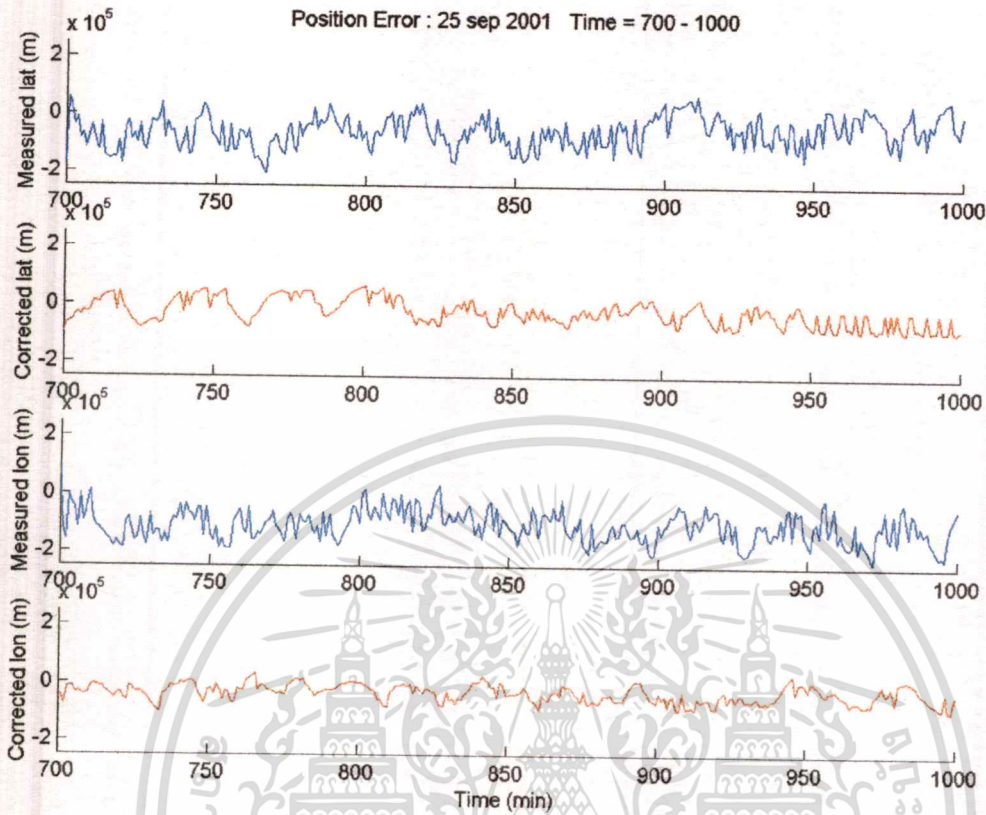 Position Error : 25 sep 2001 Time = 700 - 1000
x 10^5
Measured lat (m)
2
0
-2
700 750 800 850 900 950 1000
x 10^5
Corrected lat (m)
2
0
-2
700 750 800 850 900 950 1000
x 10^5
Measured lon (m)
2
0
-2
700 750 800 850 900 950 1000
x 10^5
Corrected lon (m)
2
0
-2
700 750 800 850 900 950 1000
Time (min)